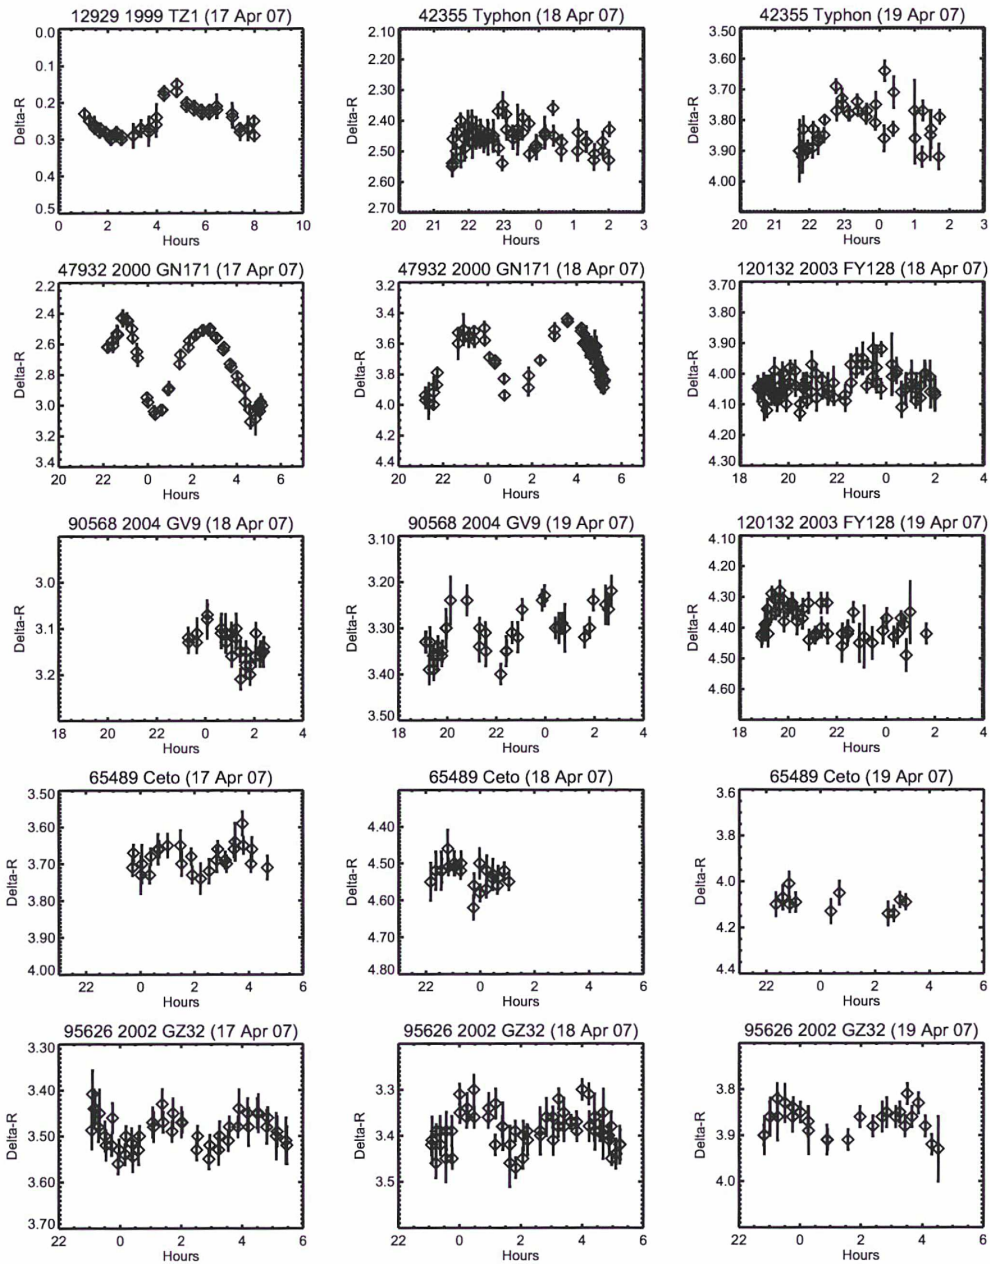 12929 1999 TZ1 (17 Apr 07)
0.0
0.1
0.2
0.3
0.4
0.5
Delta-R
0 2 4 6 8 10
Hours
42355 Typhon (18 Apr 07)
2.10
2.20
2.30
2.40
2.50
2.60
2.70
Delta-R
20 21 22 23 0 1 2 3
Hours
42355 Typhon (19 Apr 07)
3.50
3.60
3.70
3.80
3.90
4.00
Delta-R
20 21 22 23 0 1 2 3
Hours
47932 2000 GN171 (17 Apr 07)
2.2
2.4
2.6
2.8
3.0
3.2
3.4
Delta-R
20 22 0 2 4 6
Hours
47932 2000 GN171 (18 Apr 07)
3.2
3.4
3.6
3.8
4.0
4.2
4.4
Delta-R
20 22 0 2 4 6
Hours
120132 2003 FY128 (18 Apr 07)
3.70
3.80
3.90
4.00
4.10
4.20
4.30
Delta-R
18 19 20 21 22 23 0 1 2 4
Hours
90568 2004 GV9 (18 Apr 07)
3.0
3.1
3.2
Delta-R
18 20 22 0 2 4
Hours
90568 2004 GV9 (19 Apr 07)
3.10
3.20
3.30
3.40
3.50
Delta-R
18 19 20 22 0 2 3
Hours
120132 2003 FY128 (19 Apr 07)
4.10
4.20
4.30
4.40
4.50
4.60
Delta-R
18 19 20 21 22 23 0 1 2 4
Hours
65489 Ceto (17 Apr 07)
3.50
3.60
3.70
3.80
3.90
4.00
Delta-R
22 0 2 4 6
Hours
65489 Ceto (18 Apr 07)
4.40
4.50
4.60
4.70
4.80
Delta-R
22 0 2 4 6
Hours
65489 Ceto (19 Apr 07)
3.6
3.8
4.0
4.2
4.4
Delta-R
22 0 2 4 6
Hours
95626 2002 GZ32 (17 Apr 07)
3.30
3.40
3.50
3.60
3.70
Delta-R
22 0 2 4 6
Hours
95626 2002 GZ32 (18 Apr 07)
3.3
3.4
3.5
Delta-R
22 0 2 4 6
Hours
95626 2002 GZ32 (19 Apr 07)
3.8
3.9
4.0
Delta-R
22 0 2 4 6
Hours